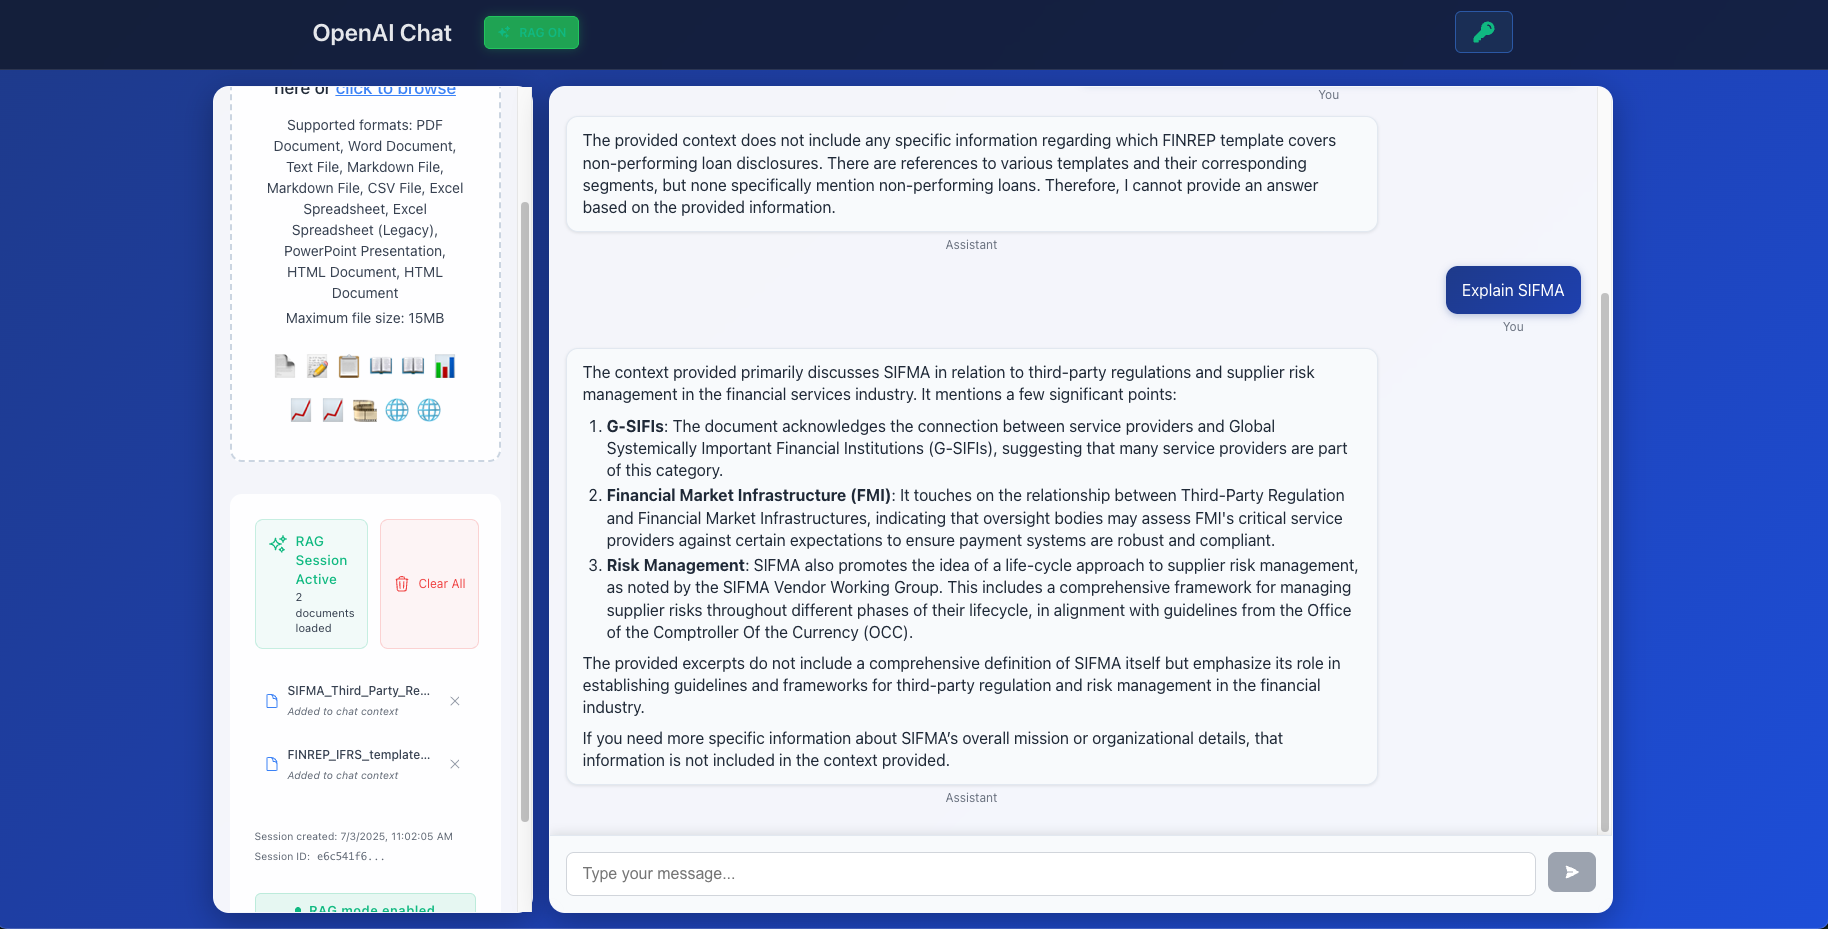 OpenAI Chat
RAG ON
here or click to browse
Supported formats: PDF
Document, Word Document,
Text File, Markdown File,
Markdown File, CSV File, Excel
Spreadsheet, Excel
Spreadsheet (Legacy),
PowerPoint Presentation,
HTML Document, HTML
Document
Maximum file size: 15MB
RAG
Session
Active
2
documents
loaded
Clear All
SIFMA_Third_Party_Re...
Added to chat context
FINREP_IFRS_template...
Added to chat context
Session created: 7/3/2025, 11:02:05 AM
Session ID: e6c541f6...
RAG mode enabled
You
The provided context does not include any specific information regarding which FINREP template covers
non-performing loan disclosures. There are references to various templates and their corresponding
segments, but none specifically mention non-performing loans. Therefore, I cannot provide an answer
based on the provided information.
Assistant
Explain SIFMA
You
The context provided primarily discusses SIFMA in relation to third-party regulations and supplier risk
management in the financial services industry. It mentions a few significant points:
1. G-SIFIs: The document acknowledges the connection between service providers and Global
Systemically Important Financial Institutions (G-SIFIs), suggesting that many service providers are part
of this category.
2. Financial Market Infrastructure (FMI): It touches on the relationship between Third-Party Regulation
and Financial Market Infrastructures, indicating that oversight bodies may assess FMI's critical service
providers against certain expectations to ensure payment systems are robust and compliant.
3. Risk Management: SIFMA also promotes the idea of a life-cycle approach to supplier risk management,
as noted by the SIFMA Vendor Working Group. This includes a comprehensive framework for managing
supplier risks throughout different phases of their lifecycle, in alignment with guidelines from the Office
of the Comptroller Of the Currency (OCC).
The provided excerpts do not include a comprehensive definition of SIFMA itself but emphasize its role in
establishing guidelines and frameworks for third-party regulation and risk management in the financial
industry.
If you need more specific information about SIFMA's overall mission or organizational details, that
information is not included in the context provided.
Assistant
Type your message...